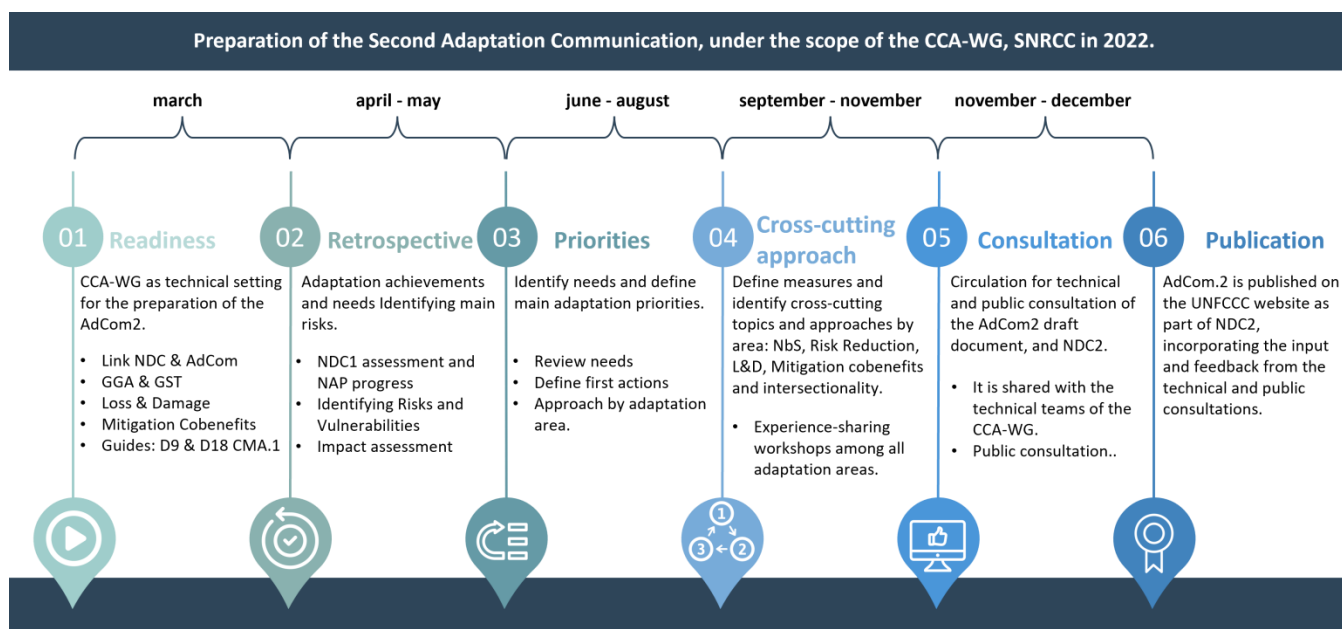 Preparation of the Second Adaptation Communication, under the scope of the CCA-WG, SNRCC in 2022.
march
april - may
june - august
september - november
november - december
01
Readiness
CCA-WG as technical setting
for the preparation of the
AdCom2.
• Link NDC & AdCom
• GGA & GST
• Loss & Damage
• Mitigation Cobenefits
• Guides: D9 & D18 CMA.1
02
Retrospective
Adaptation achievements
and needs Identifying main
risks.
• NDC1 assessment and
NAP progress
• Identifying Risks and
Vulnerabilities
• Impact assessment
03
Priorities
Identify needs and define
main adaptation priorities.
• Review needs
• Define first actions
• Approach by adaptation
area.
04
Cross-cutting
approach
Define measures and
identify cross-cutting
topics and approaches by
area: NbS, Risk Reduction,
L&D, Mitigation cobenefits
and intersectionality.
• Experience-sharing
workshops among all
adaptation areas.
1
3
2
05
Consultation
Circulation for technical
and public consultation of
the AdCom2 draft
document, and NDC2.
• It is shared with the
technical teams of the
CCA-WG.
• Public consultation..
06
Publication
AdCom.2 is published on
the UNFCCC website as
part of NDC2,
incorporating the input
and feedback from the
technical and public
consultations.